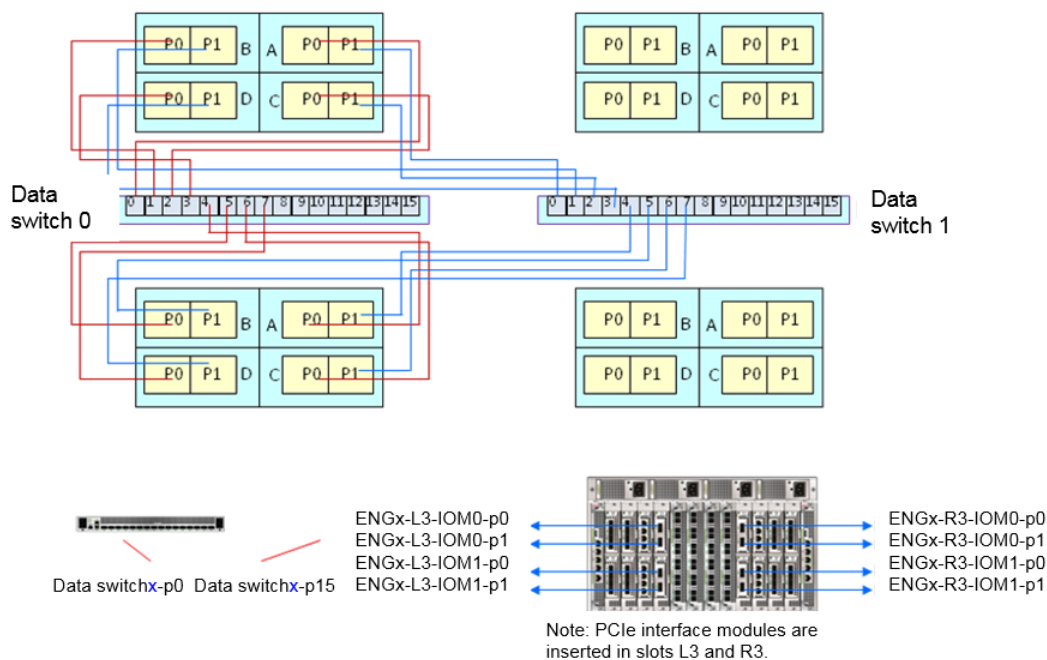 P0 P1 B A P0 P1
P0 P1 D C P0 P1
P0 P1 B A P0 P1
P0 P1 D C P0 P1
Data
switch 0
0 1 2 3 4 5 6 7 8 9 10 11 12 13 14 15
0 1 2 3 4 5 6 7 8 9 10 11 12 13 14 15
Data
switch 1
P0 P1 B A P0 P1
P0 P1 D C P0 P1
P0 P1 B A P0 P1
P0 P1 D C P0 P1
Data switchx-p0
Data switchx-p15
ENGx-L3-IOM0-p0
ENGx-L3-IOM0-p1
ENGx-L3-IOM1-p0
ENGx-L3-IOM1-p1
ENGx-R3-IOM0-p0
ENGx-R3-IOM0-p1
ENGx-R3-IOM1-p0
ENGx-R3-IOM1-p1
Note: PCIe interface modules are
inserted in slots L3 and R3.